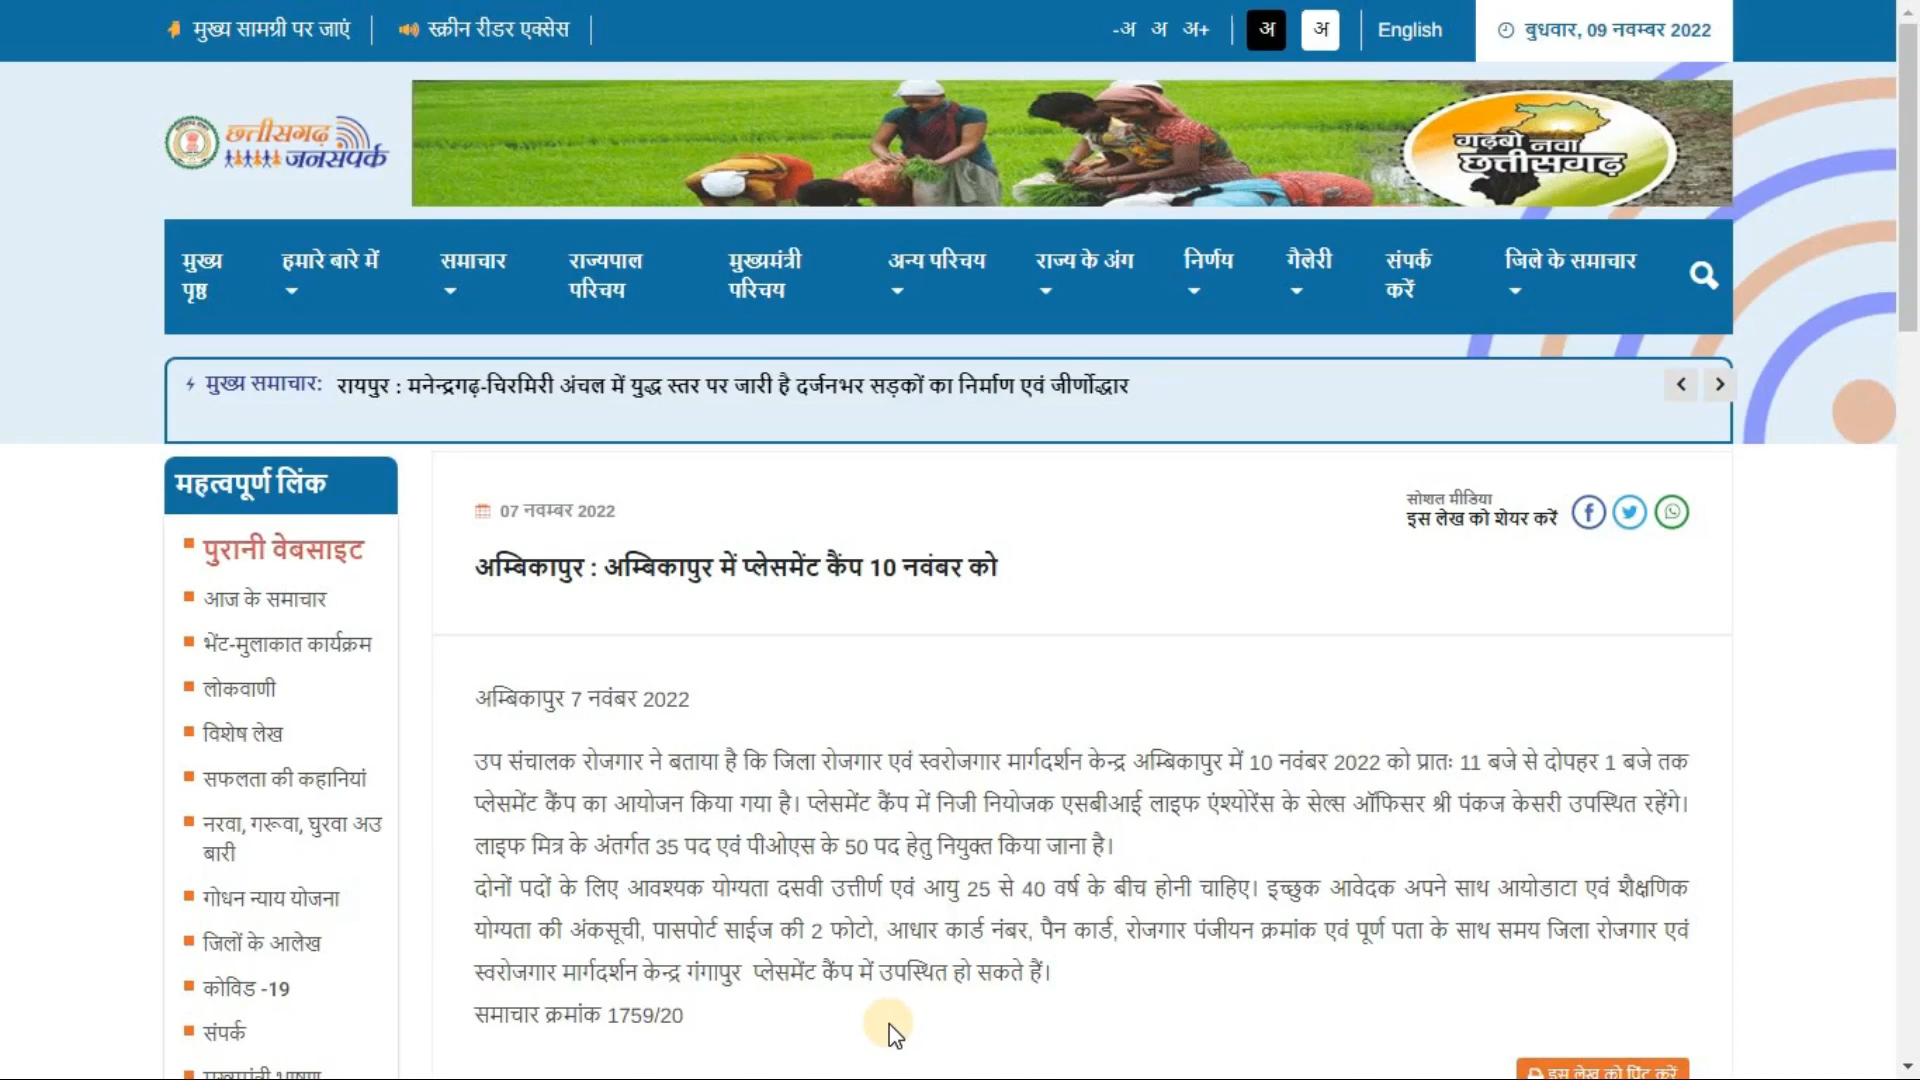 मुख्य सामग्री पर जाएं
स्क्रीन रीडर एक्सेस
-अ अ अ+ अ अ
English
बुधवार, 09 नवम्बर 2022
छत्तीसगढ़
जनसंपर्क
गढ़बो नवा
छत्तीसगढ़
मुख्य पृष्ठ
हमारे बारे में
समाचार
राज्यपाल परिचय
मुख्यमंत्री परिचय
अन्य परिचय
राज्य के अंग
निर्णय
गैलेरी
संपर्क करें
जिले के समाचार
मुख्य समाचार: रायपुर : मनेन्द्रगढ़-चिरमिरी अंचल में युद्ध स्तर पर जारी है दर्जनभर सड़कों का निर्माण एवं जीर्णोद्धार
महत्वपूर्ण लिंक
पुरानी वेबसाइट
आज के समाचार
भेंट-मुलाकात कार्यक्रम
लोकवाणी
विशेष लेख
सफलता की कहानियां
नरवा, गरूवा, घुरवा अउ
बारी
गोधन न्याय योजना
जिलों के आलेख
कोविड -19
संपर्क
मुख्यमंत्री भाषण
07 नवम्बर 2022
सोशल मीडिया
इस लेख को शेयर करें
अम्बिकापुर : अम्बिकापुर में प्लेसमेंट कैंप 10 नवंबर को
अम्बिकापुर 7 नवंबर 2022
उप संचालक रोजगार ने बताया है कि जिला रोजगार एवं स्वरोजगार मार्गदर्शन केन्द्र अम्बिकापुर में 10 नवंबर 2022 को प्रातः 11 बजे से दोपहर 1 बजे तक
प्लेसमेंट कैंप का आयोजन किया गया है। प्लेसमेंट कैंप में निजी नियोजक एसबीआई लाइफ एंश्योरेंस के सेल्स ऑफिसर श्री पंकज केसरी उपस्थित रहेंगे।
लाइफ मित्र के अंतर्गत 35 पद एवं पीओएस के 50 पद हेतु नियुक्त किया जाना है।
दोनों पदों के लिए आवश्यक योग्यता दसवी उत्तीर्ण एवं आयु 25 से 40 वर्ष के बीच होनी चाहिए। इच्छुक आवेदक अपने साथ आयोडाटा एवं शैक्षणिक
योग्यता की अंकसूची, पासपोर्ट साईज की 2 फोटो, आधार कार्ड नंबर, पैन कार्ड, रोजगार पंजीयन क्रमांक एवं पूर्ण पता के साथ समय जिला रोजगार एवं
स्वरोजगार मार्गदर्शन केन्द्र गंगापुर प्लेसमेंट कैंप में उपस्थित हो सकते हैं।
समाचार क्रमांक 1759/20
इस लेख को प्रिंट करें